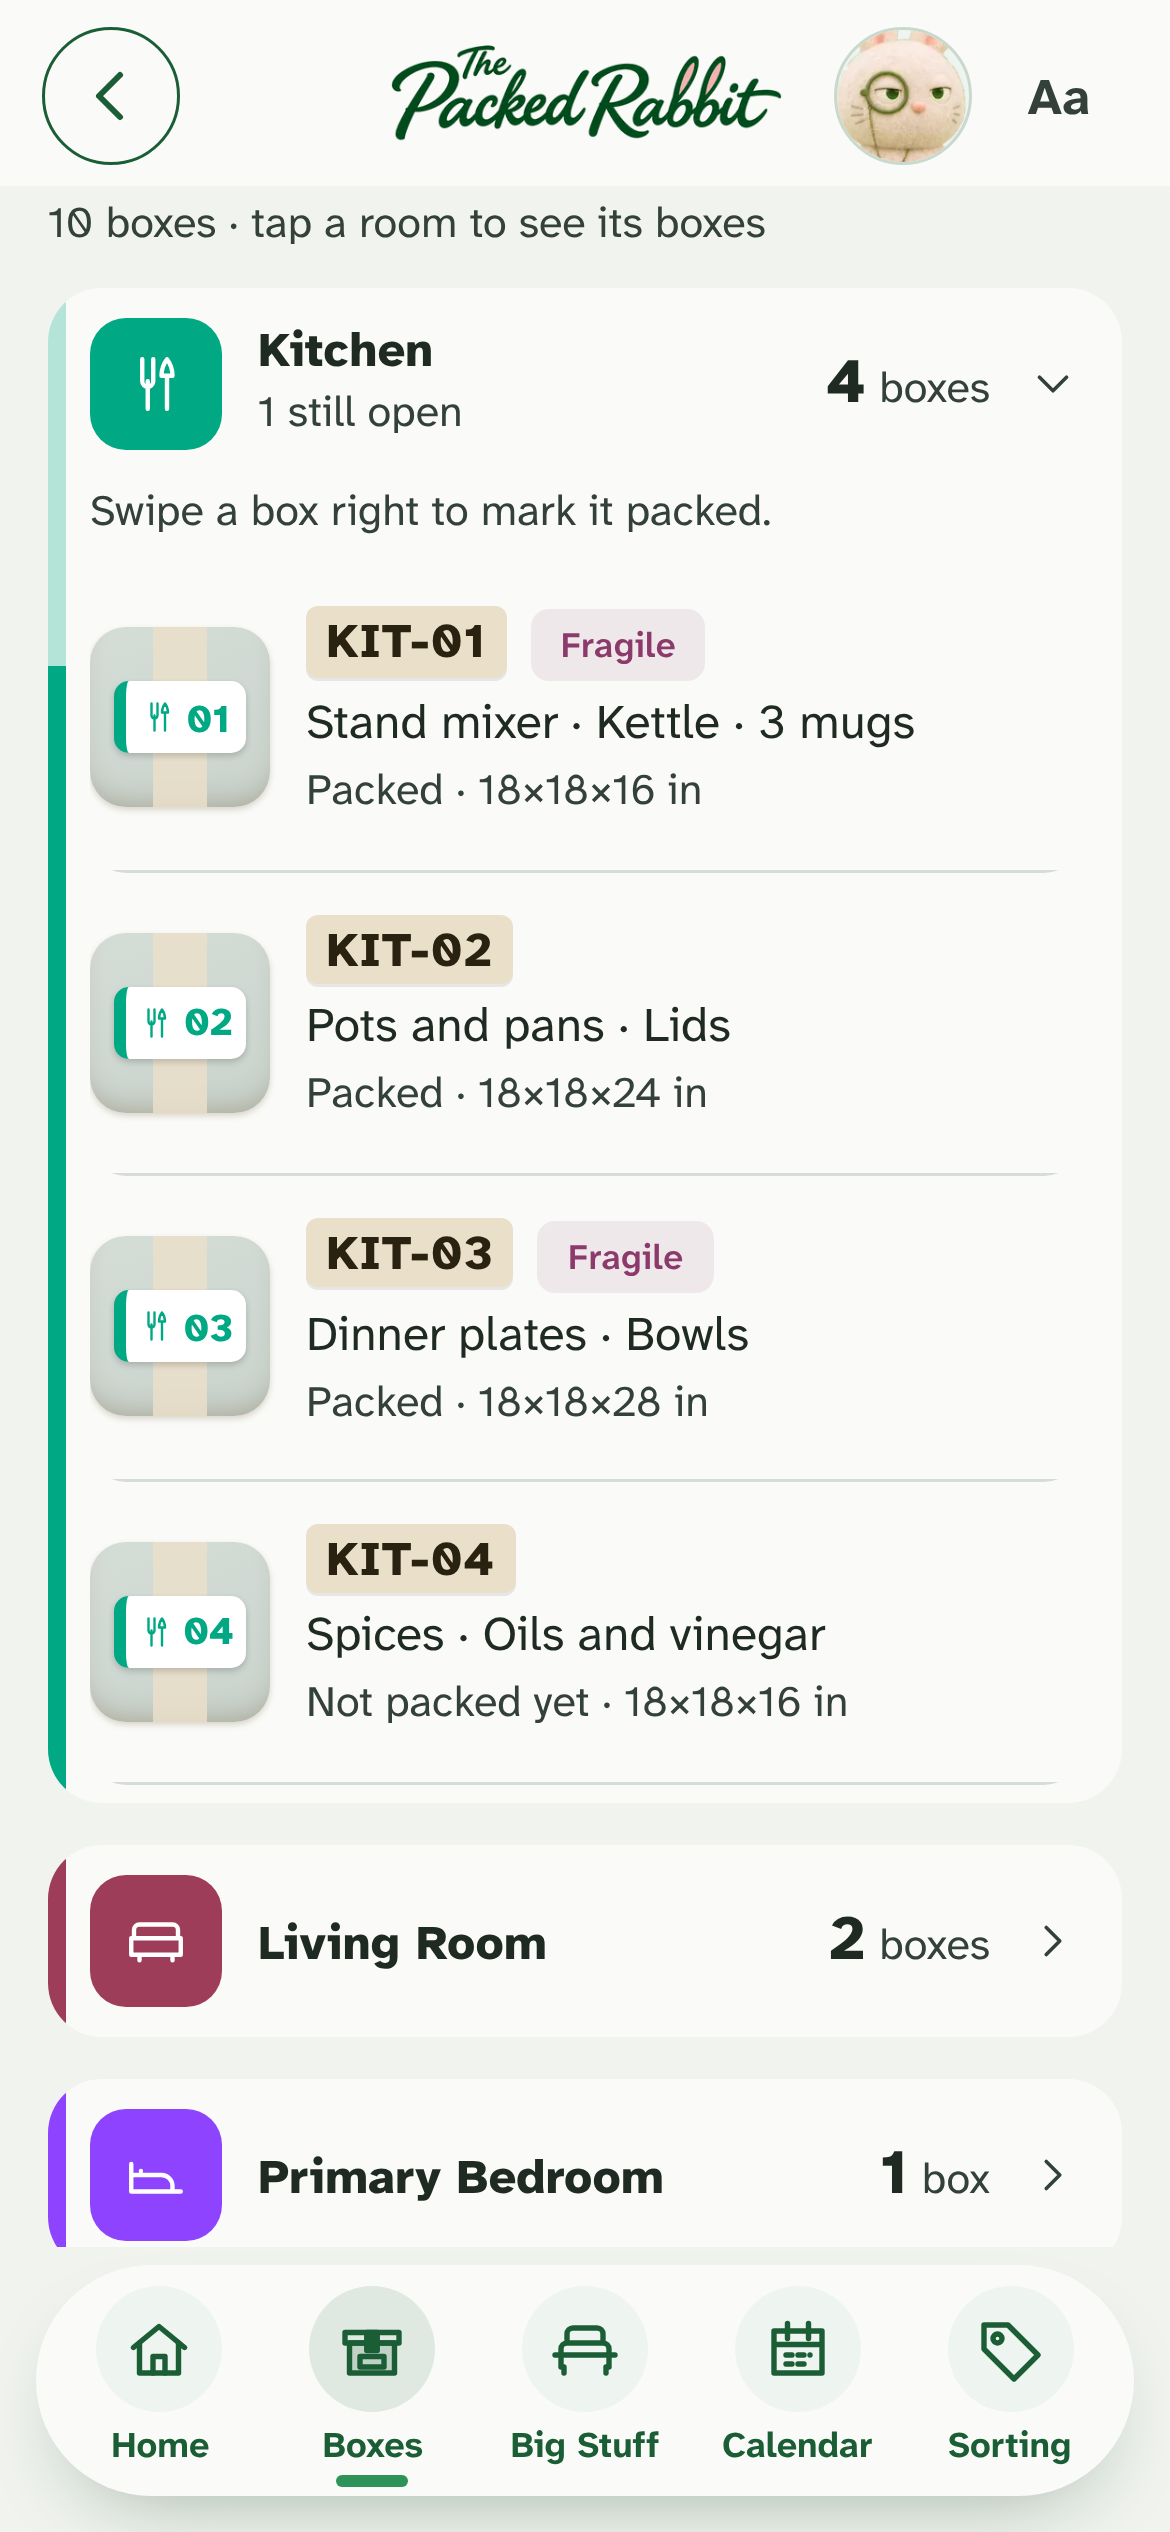 The
Packed Rabbit
Aa
10 boxes · tap a room to see its boxes
Kitchen
1 still open
4 boxes
Swipe a box right to mark it packed.
01
KIT-01 Fragile
Stand mixer · Kettle · 3 mugs
Packed · 18×18×16 in
02
KIT-02
Pots and pans · Lids
Packed · 18×18×24 in
03
KIT-03 Fragile
Dinner plates · Bowls
Packed · 18×18×28 in
04
KIT-04
Spices · Oils and vinegar
Not packed yet · 18×18×16 in
Living Room 2 boxes
Primary Bedroom 1 box
Home Boxes Big Stuff Calendar Sorting